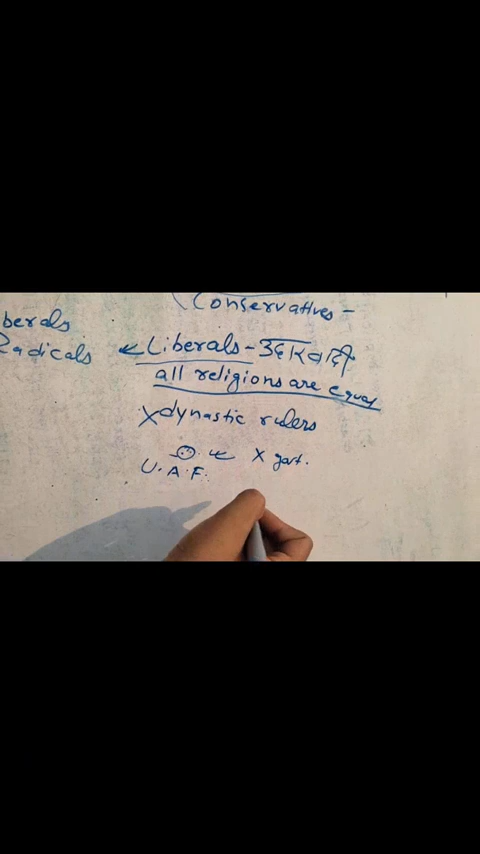 Conservatives -
berals
Radicals
Liberals - उदारवादी
all religions are equal
X dynastic rulers
X govt.
U.A.F.